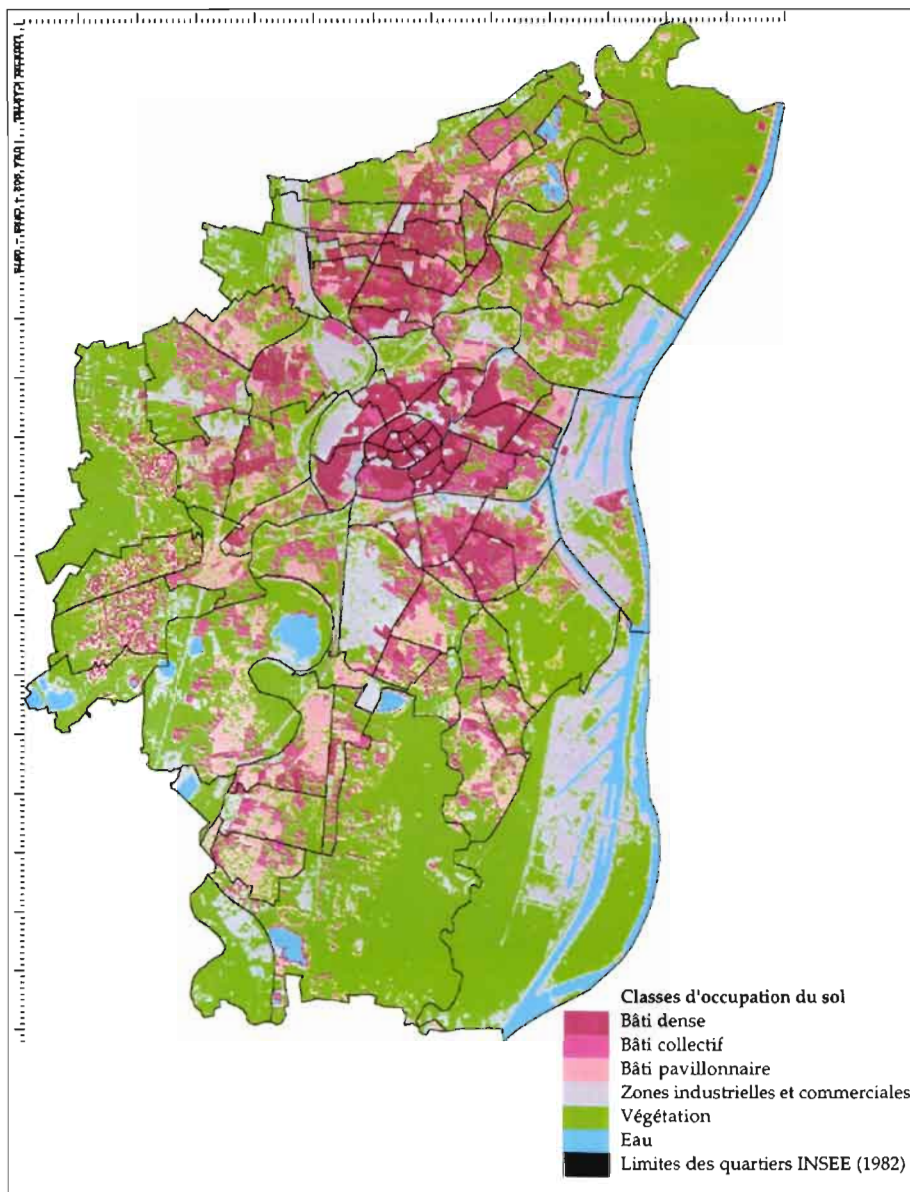 Classes d'occupation du sol
Bâti dense
Bâti collectif
Bâti pavillonnaire
Zones industrielles et commerciales
Végétation
Eau
Limites des quartiers INSEE (1982)